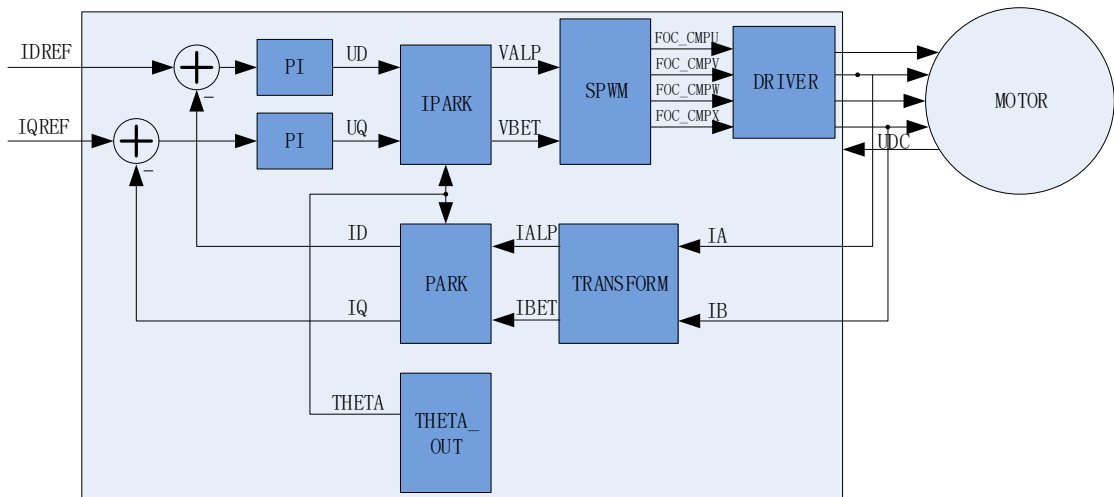 IDREF
PI
UD
IPARK
VALP
SPWM
FOC_CMPU
FOC_CMPV
FOC_CMPW
FOC_CMPX
DRIVER
MOTOR
IQREF
PI
UQ
VBET
UDC
ID
PARK
IALP
TRANSFORM
IA
IQ
IBET
IB
THETA
THETA_
OUT